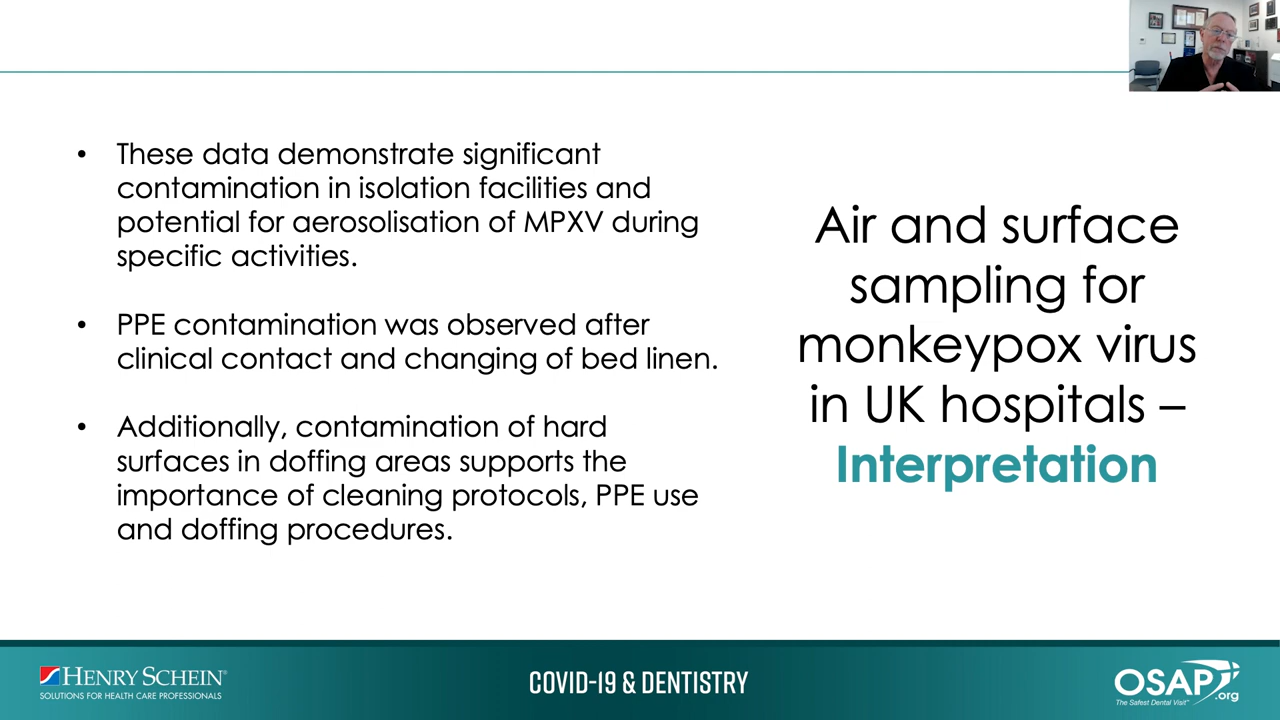 • These data demonstrate significant
contamination in isolation facilities and
potential for aerosolisation of MPXV during
specific activities.
• PPE contamination was observed after
clinical contact and changing of bed linen.
• Additionally, contamination of hard
surfaces in doffing areas supports the
importance of cleaning protocols, PPE use
and doffing procedures.
Air and surface
sampling for
monkeypox virus
in UK hospitals –
Interpretation
HENRY SCHEIN®
SOLUTIONS FOR HEALTH CARE PROFESSIONALS
COVID-19 & DENTISTRY
OSAP
.org
The Safest Dental Visit™